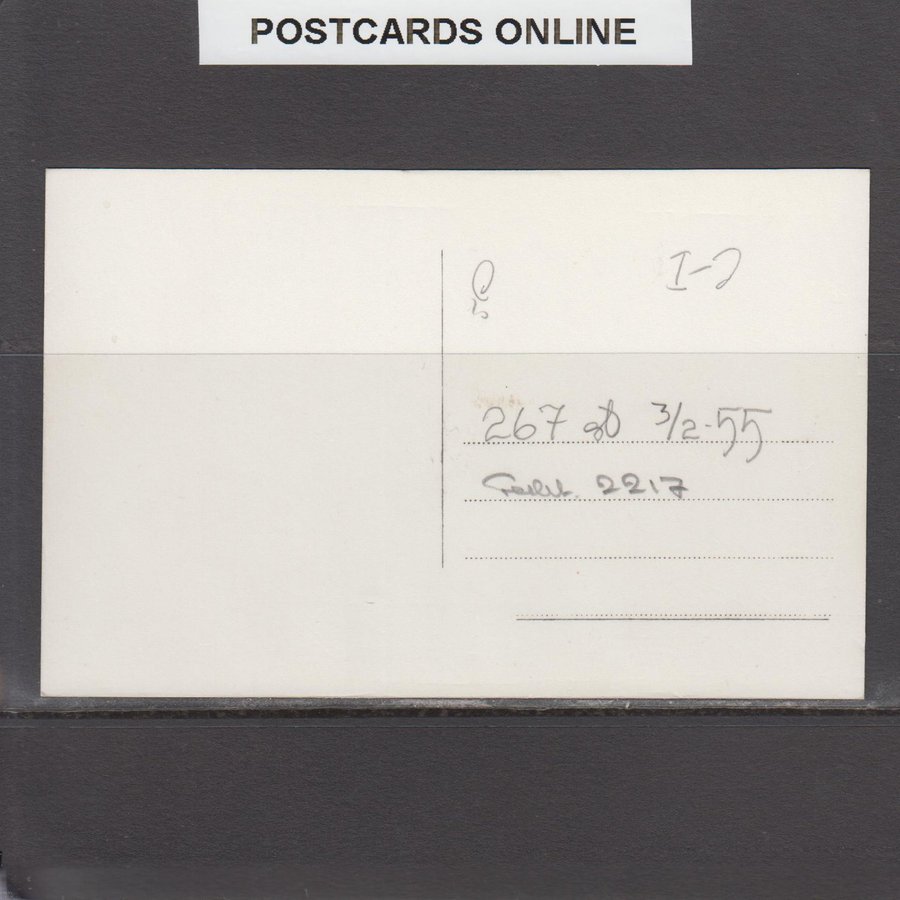 POSTCARDS ONLINE
I-2
267 3/2-55
2217